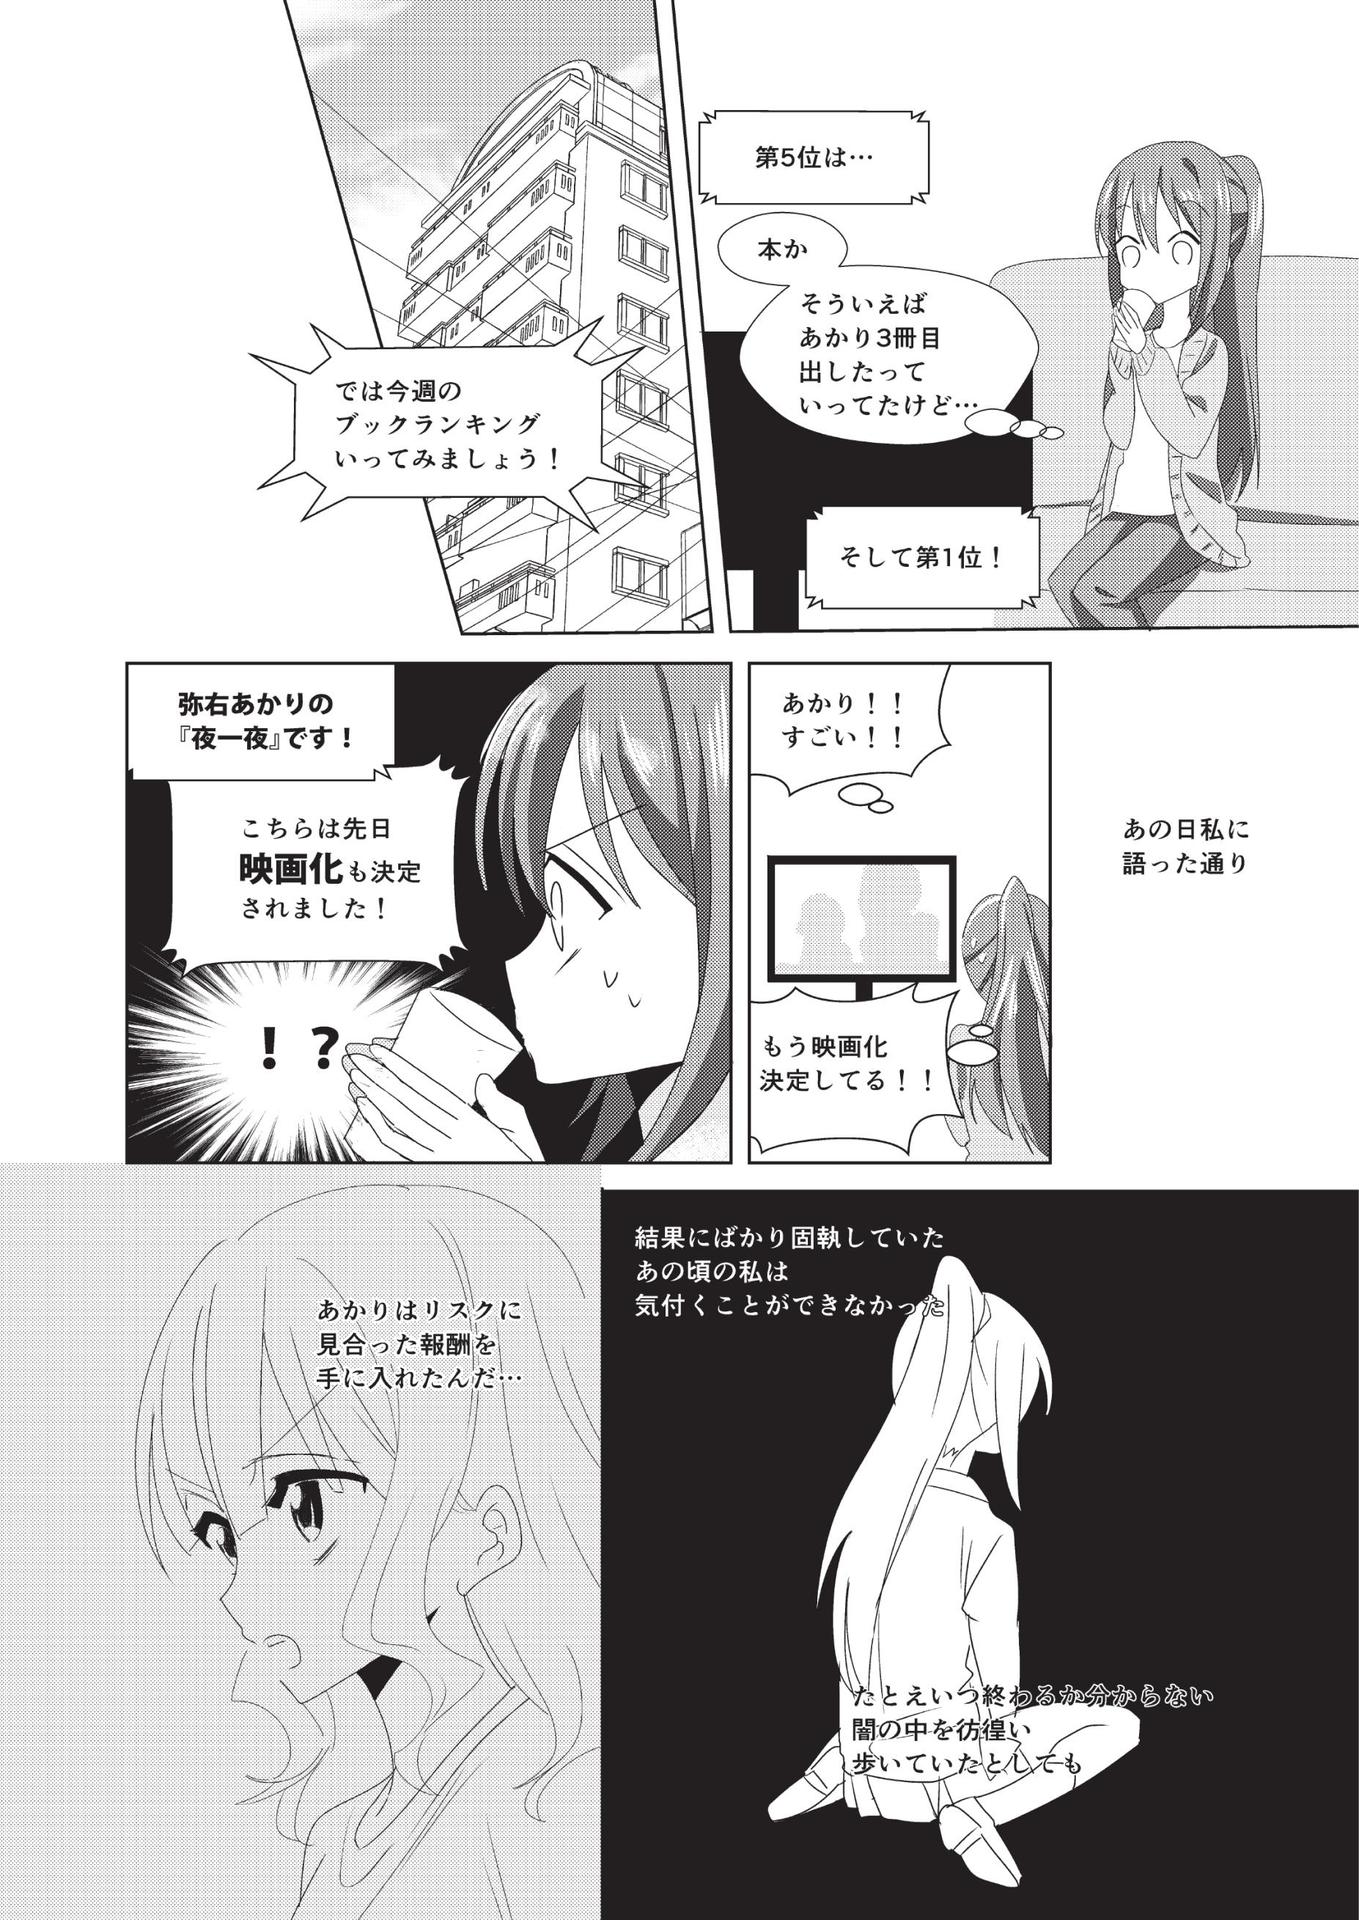 では今週の
ブックランキング
いってみましょう！
第5位は…
本か
そういえば
あかり3冊目
出したって
いってたけど…
そして第1位！
弥右あかりの
『夜一夜』です！
こちらは先日
映画化も決定
されました！
！？
あかり！！
すごい！！
もう映画化
決定してる！！
あの日私に
語った通り
あかりはリスクに
見合った報酬を
手に入れたんだ…
結果にばかり固執していた
あの頃の私は
気付くことができなかった
たとえいつ終わるか分からない
闇の中を彷徨い
歩いていたとしても